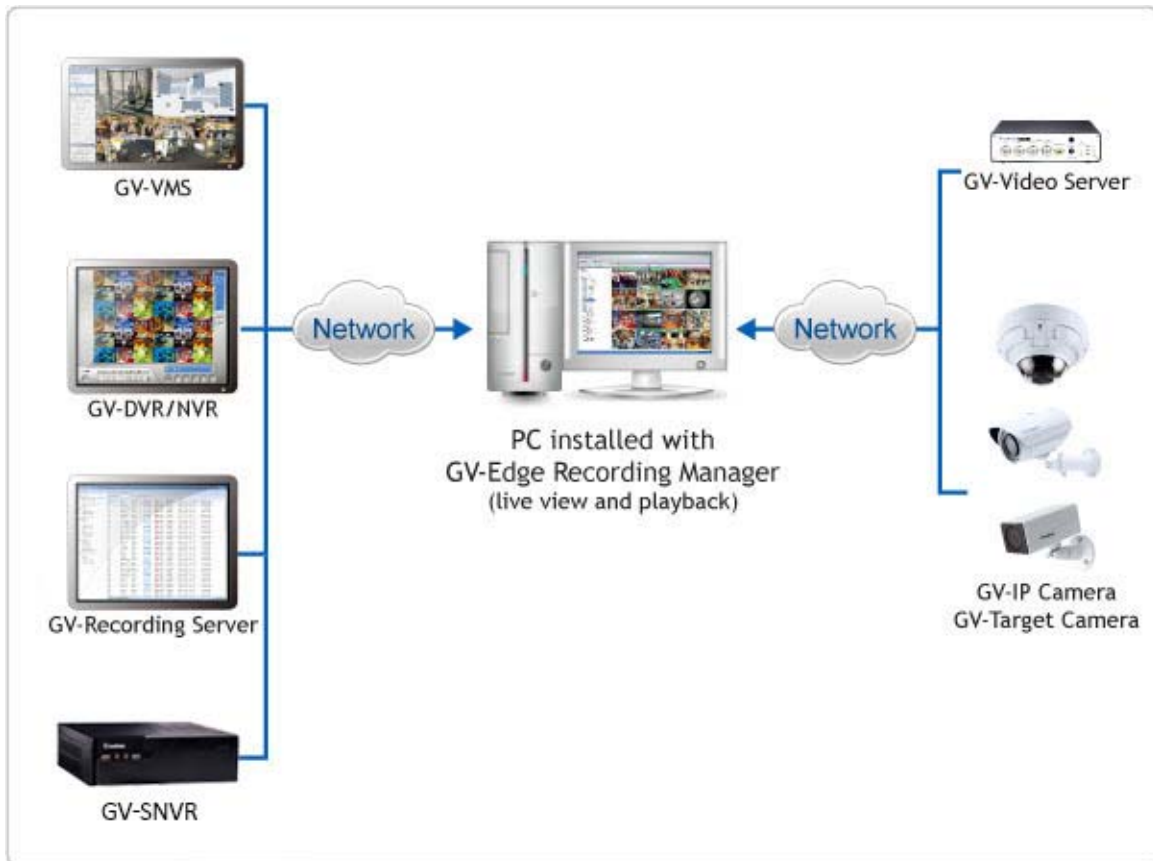 GV-VMS
GV-DVR/NVR
GV-Recording Server
GV-SNVR
Network
PC installed with
GV-Edge Recording Manager
(live view and playback)
Network
GV-Video Server
GV-IP Camera
GV-Target Camera